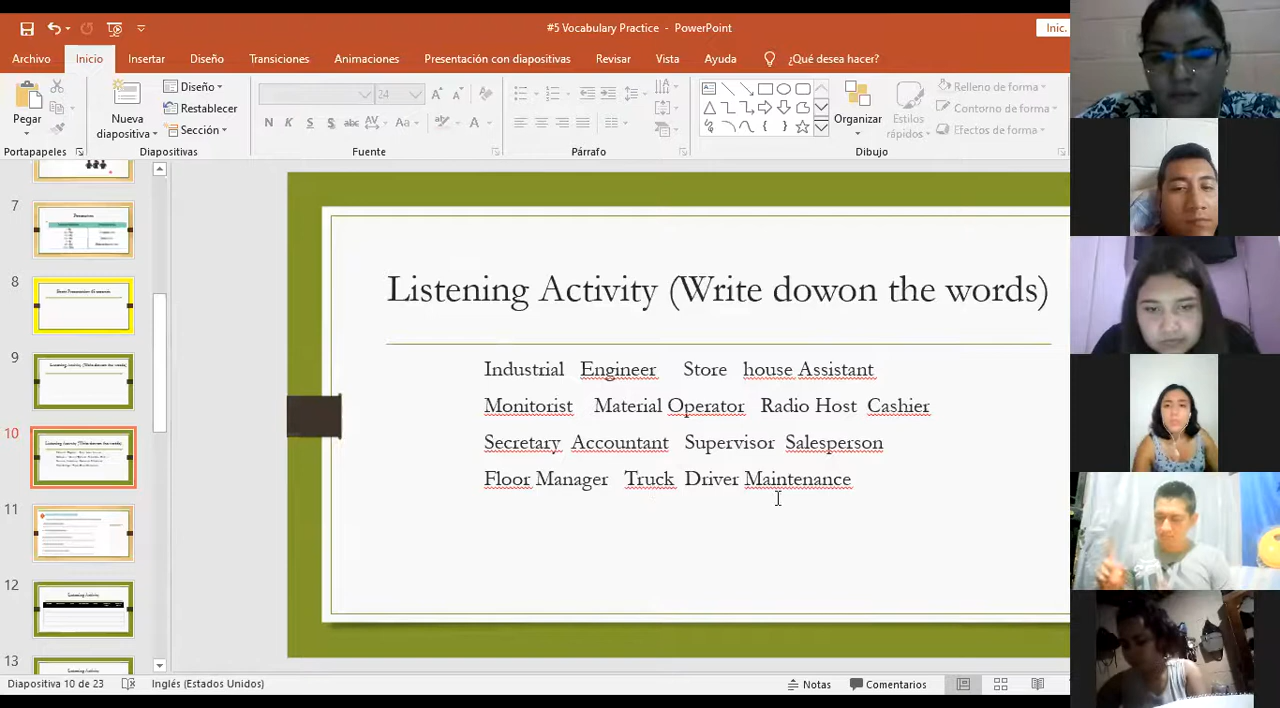 #5 Vocabulary Practice - PowerPoint
Inic.
Archivo Inicio Insertar Diseño Transiciones Animaciones Presentación con diapositivas Revisar Vista Ayuda ¿Qué desea hacer?
Pegar
Nueva diapositiva
Diseño
Restablecer
Sección
24
N K S S abc AV Aa A
Organizar
Estilos rápidos
Relleno de forma
Contorno de forma
Efectos de forma
Portapapeles Diapositivas Fuente Párrafo Dibujo
7
8
9
10
11
12
13
Listening Activity (Write dowon the words)
Industrial Engineer Store house Assistant
Monitorist Material Operator Radio Host Cashier
Secretry Accountant Supervisor Salesperson
Floor Manager Truck Driver Maintenance
Diapositiva 10 de 23 Inglés (Estados Unidos) Notas Comentarios